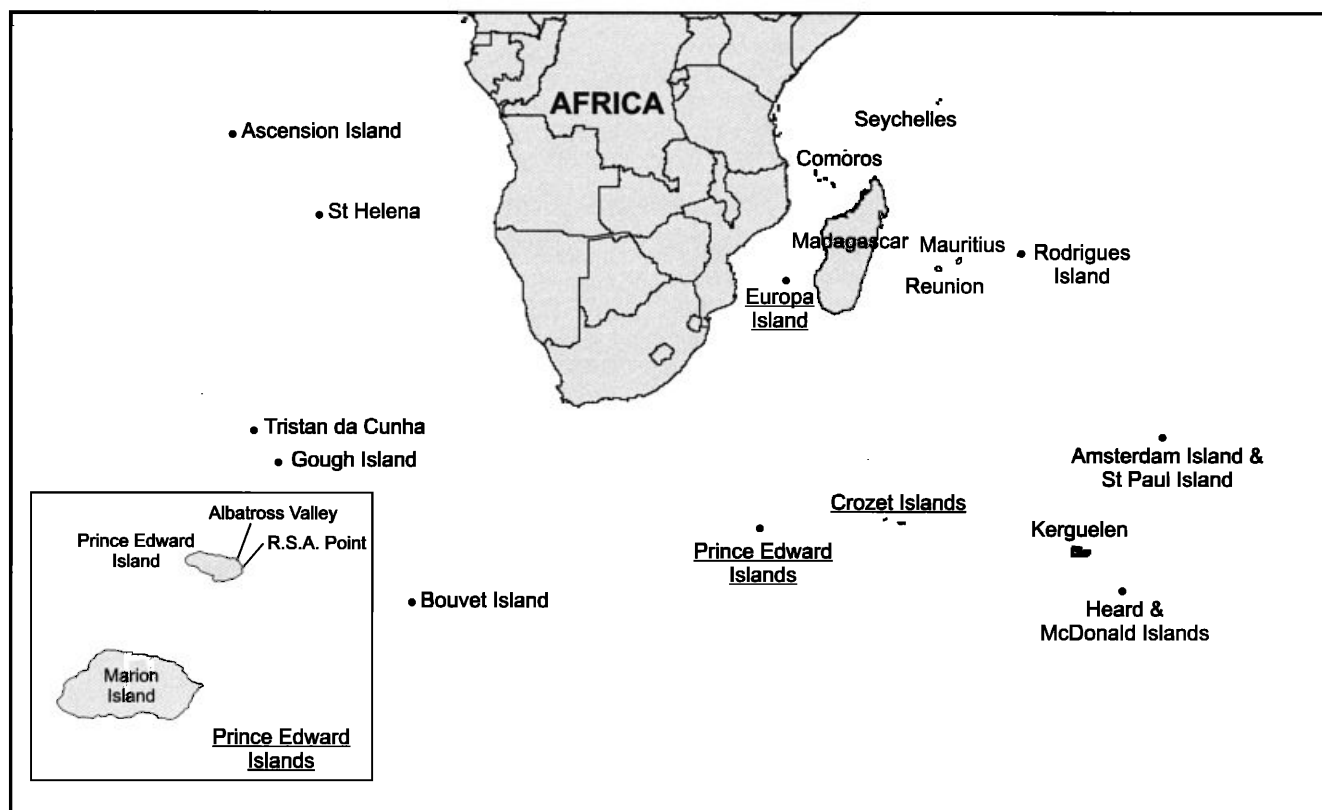 AFRICA
Ascension Island
Seychelles
Comoros
St Helena
Madagascar
Mauritius
Rodrigues
Island
Reunion
Europa
Island
Tristan da Cunha
Gough Island
Amsterdam Island &
St Paul Island
Crozet Islands
Kerguelen
Prince Edward
Islands
Bouvet Island
Heard &
McDonald Islands
Albatross Valley
Prince Edward
Island
R.S.A. Point
Marion
Island
Prince Edward
Islands